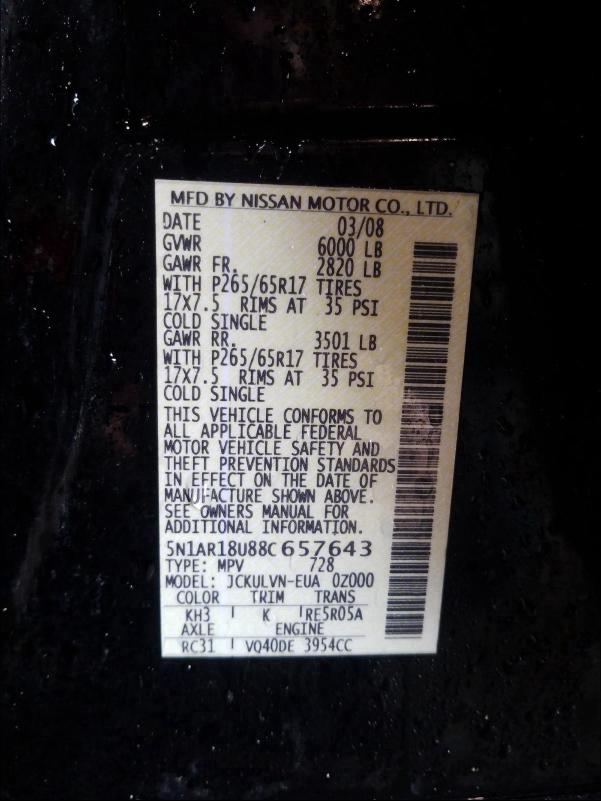 MFD BY NISSAN MOTOR CO., LTD.
DATE 03/08
GVWR 6000 LB
GAWR FR. 2820 LB
WITH P265/65R17 TIRES
17X7.5 RIMS AT 35 PSI
COLD SINGLE
GAWR RR. 3501 LB
WITH P265/65R17 TIRES
17X7.5 RIMS AT 35 PSI
COLD SINGLE
THIS VEHICLE CONFORMS TO
ALL APPLICABLE FEDERAL
MOTOR VEHICLE SAFETY AND
THEFT PREVENTION STANDARDS
IN EFFECT ON THE DATE OF
MANUFACTURE SHOWN ABOVE.
SEE OWNERS MANUAL FOR
ADDITIONAL INFORMATION.
5N1AR18U88C657643
TYPE: MPV 728
MODEL: JCKULVN-EUA 0Z000
COLOR TRIM TRANS
KH3 K RE5R05A
AXLE ENGINE
RC31 VQ40DE 3954CC